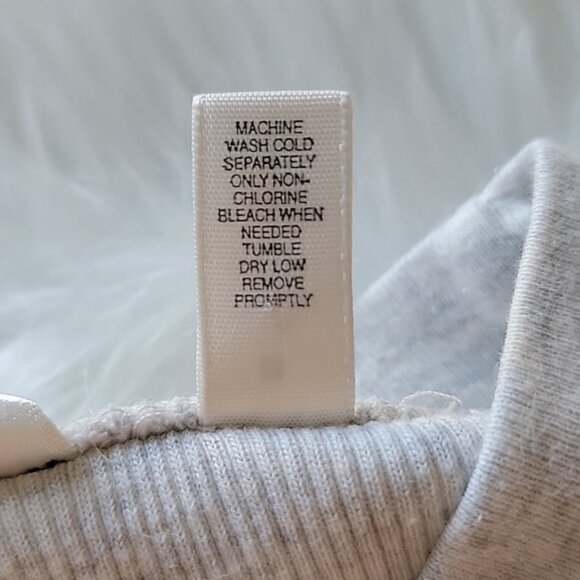 MACHINE
WASH COLD
SEPARATELY
ONLY NON-
CHLORINE
BLEACH WHEN
NEEDED
TUMBLE
DRY LOW
REMOVE
PROMPTLY